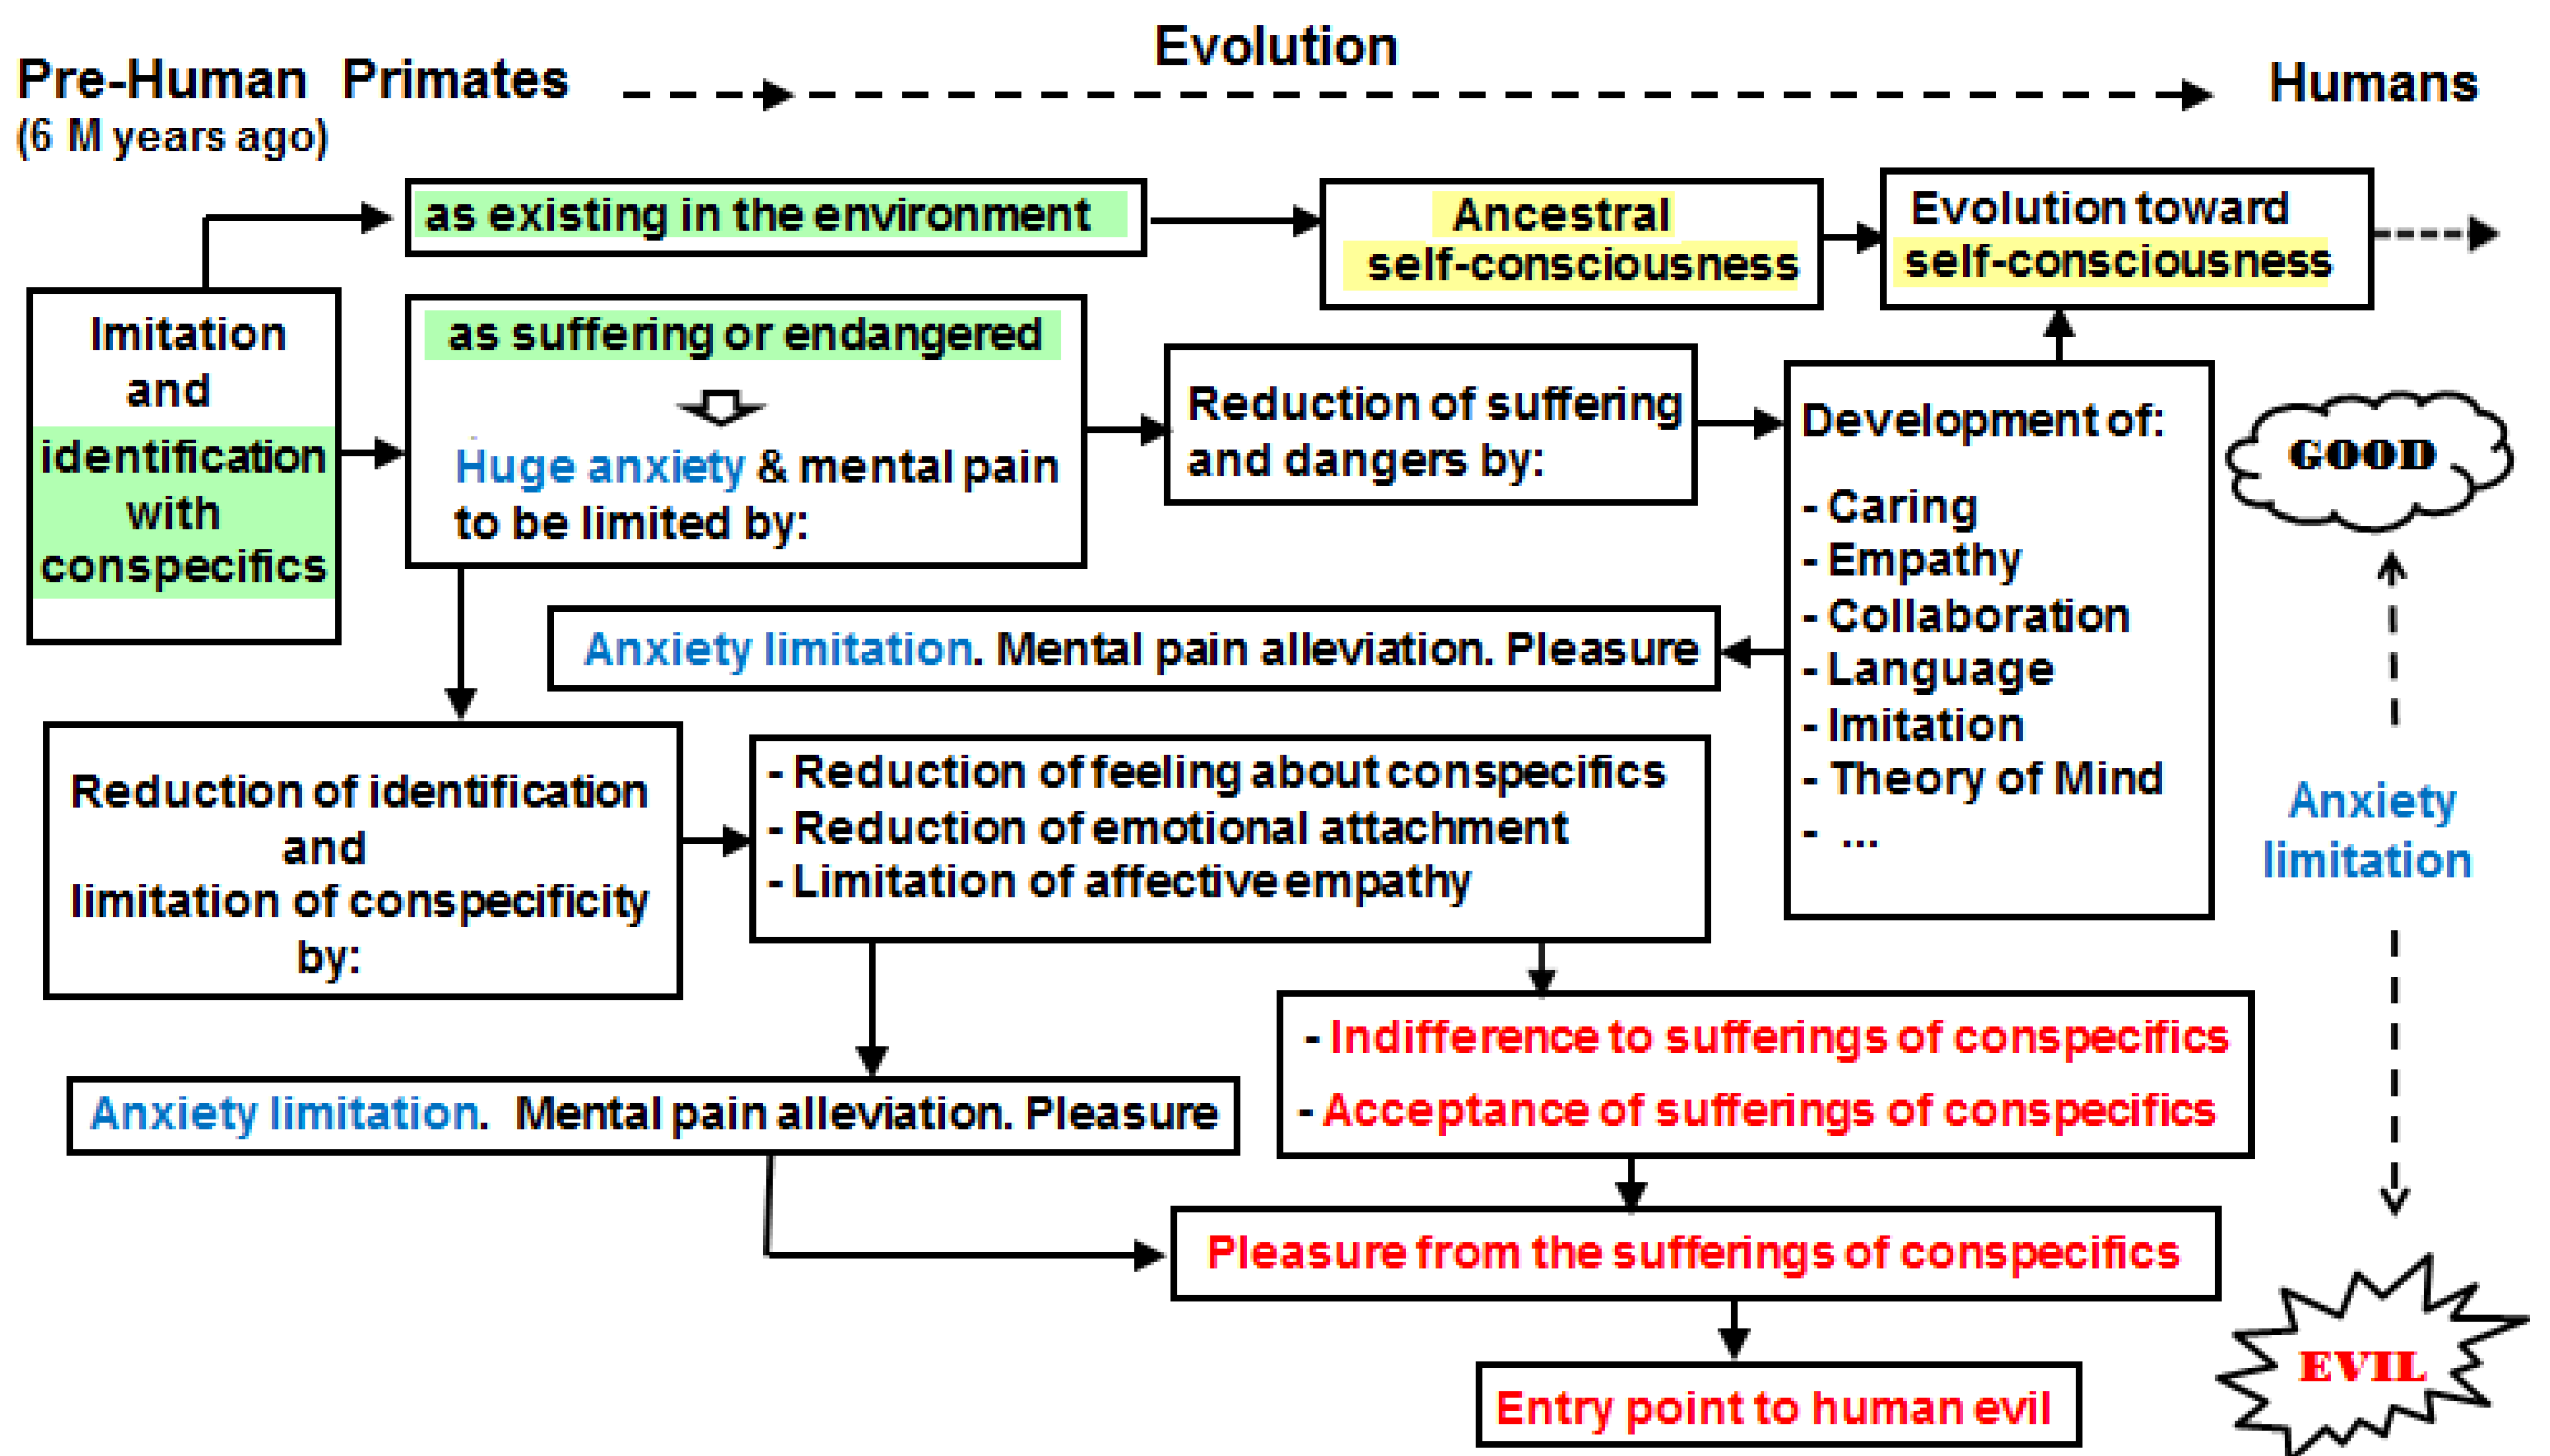 Evolution
Pre-Human Primates
Humans
(6 M years ago)
as existing in the environment
Ancestral
self-consciousness
Evolution toward
self-consciousness
Imitation
and
identification
with
conspecifics
as suffering or endangered
Huge anxiety & mental pain
to be limited by:
Reduction of suffering
and dangers by:
Development of:
- Caring
- Empathy
- Collaboration
- Language
- Imitation
- Theory of Mind
- ...
GOOD
Anxiety limitation. Mental pain alleviation. Pleasure
Reduction of identification
and
limitation of conspecificity
by:
- Reduction of feeling about conspecifics
- Reduction of emotional attachment
- Limitation of affective empathy
Anxiety
limitation
- Indifference to sufferings of conspecifics
- Acceptance of sufferings of conspecifics
Anxiety limitation. Mental pain alleviation. Pleasure
Pleasure from the sufferings of conspecifics
EVIL
Entry point to human evil